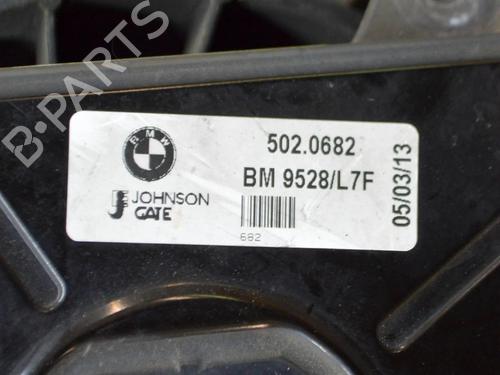 B-PARTS
BMW
502.0682
BM 9528/L7F
JOHNSON
GATE
682
05/03/13